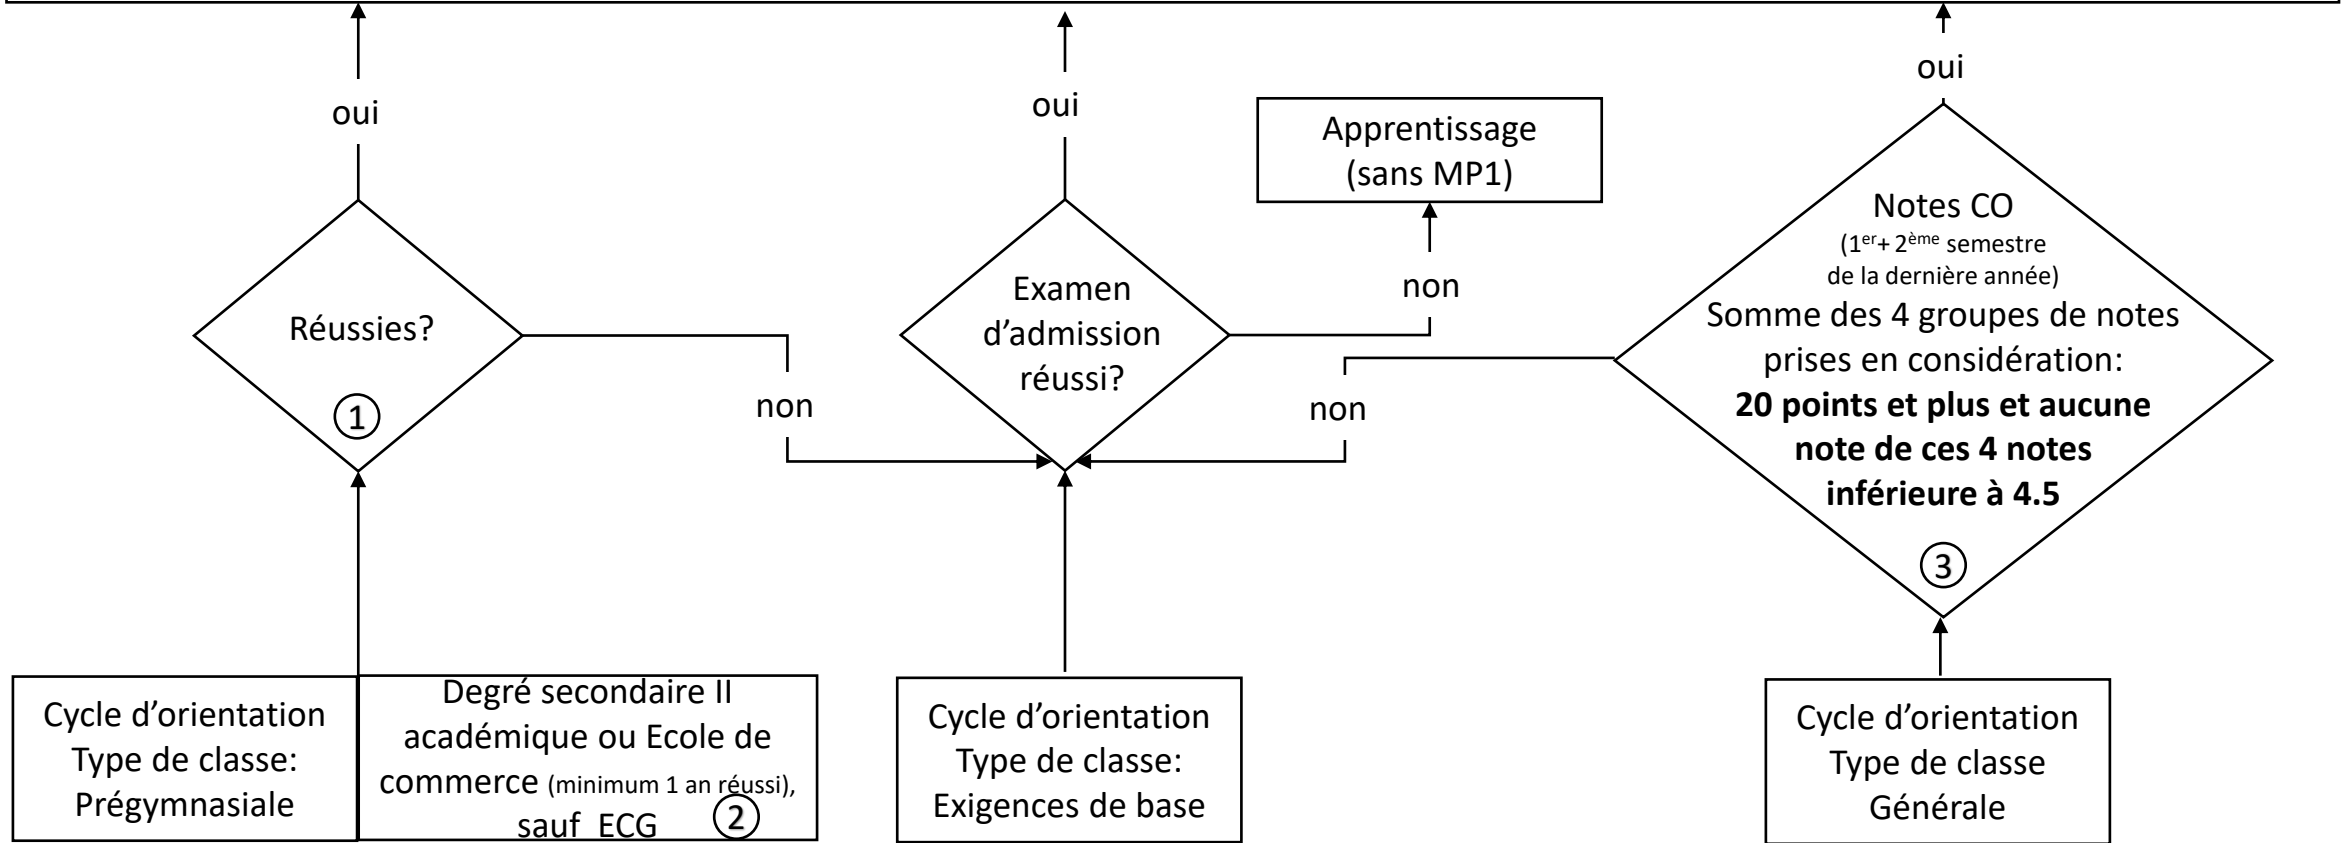 oui
oui
oui
Apprentissage
(sans MP1)
Réussies?
①
non
Examen
d’admission
réussi?
non
non
Notes CO
(1er+ 2ème semestre
de la dernière année)
Somme des 4 groupes de notes
prises en considération:
20 points et plus et aucune
note de ces 4 notes
inférieure à 4.5
③
Cycle d’orientation
Type de classe:
Prégymnasiale
Degré secondaire II
académique ou Ecole de
commerce (minimum 1 an réussi),
sauf ECG ②
Cycle d’orientation
Type de classe:
Exigences de base
Cycle d’orientation
Type de classe
Générale